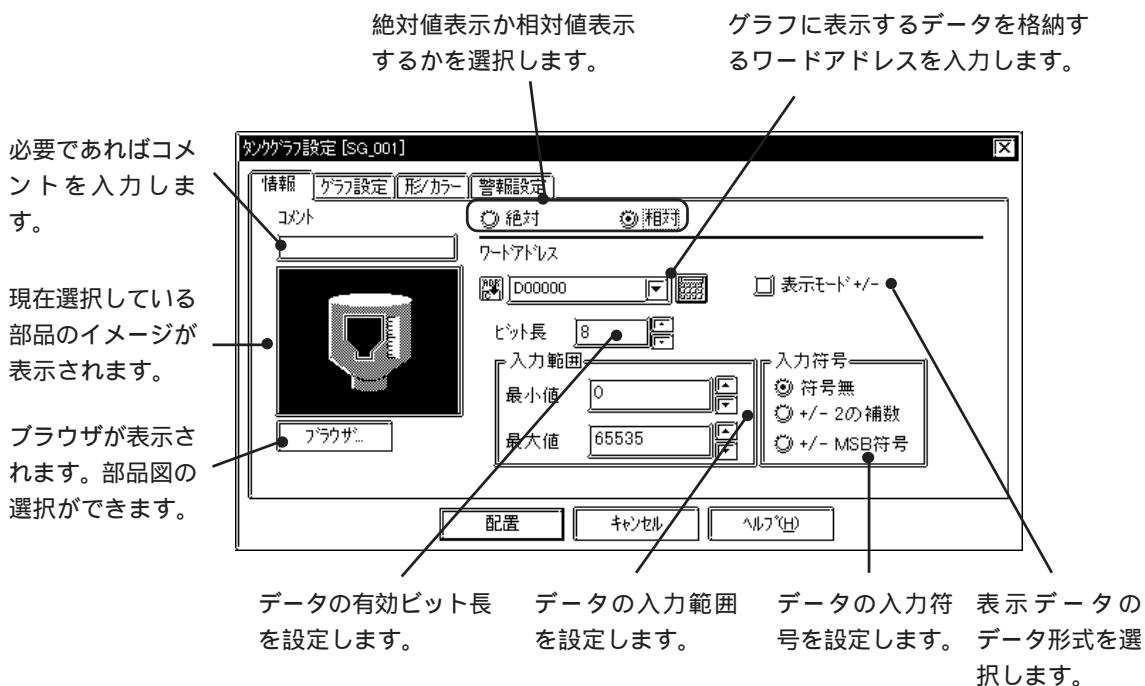 絶対値表示か相対値表示
するかを選択します。
グラフに表示するデータを格納す
るワードアドレスを入力します。
必要であればコメ
ントを入力しま
す。
現在選択している
部品のイメージが
表示されます。
ブラウザが表示さ
れます。部品図の
選択ができます。
タンクグラフ設定 [SG_001]
情報 グラフ設定 形/カラー 警報設定
コメント
絶対 相対
ワードアドレス
D00000
表示モード +/-
ビット長 8
入力範囲
最小値 0
最大値 65535
入力符号
符号無
+/- 2の補数
+/- MSB符号
ブラウザ...
配置 キャンセル ヘルプ(H)
データの有効ビット長
を設定します。
データの入力範囲
を設定します。
データの入力符
号を設定します。
表示データの
データ形式を選
択します。